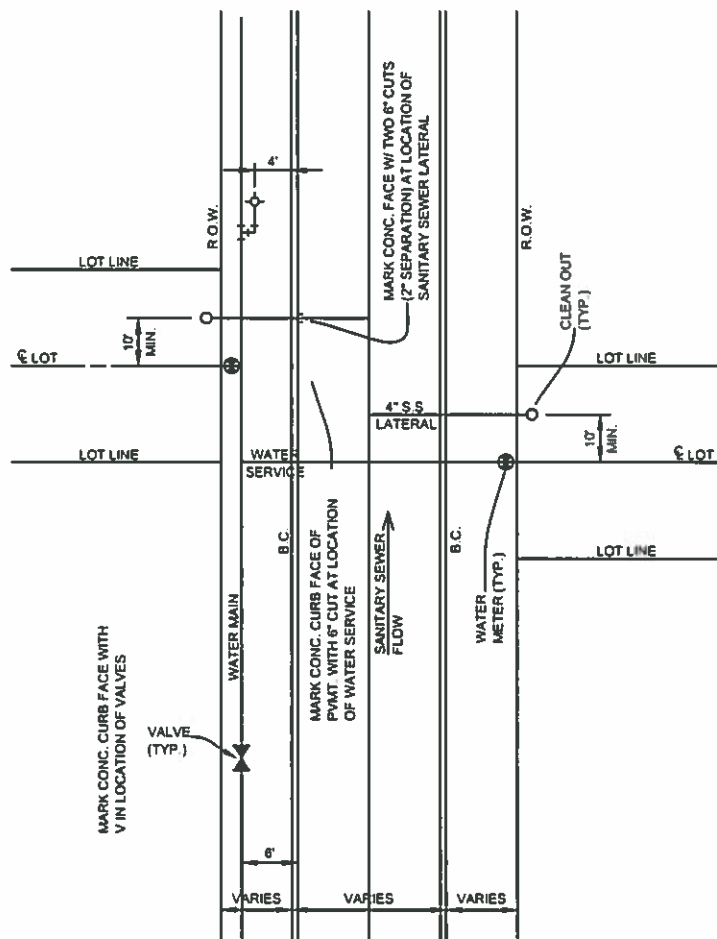 4'
R.O.W.
MARK CONC. FACE W/ TWO 6" CUTS
(2" SEPARATION) AT LOCATION OF
SANITARY SEWER LATERAL
R.O.W.
LOT LINE
10'
MIN.
℄ LOT
CLEAN OUT
(TYP.)
LOT LINE
4" S.S
LATERAL
10'
MIN.
LOT LINE
WATER
SERVICE
℄ LOT
B.C.
MARK CONC. CURB FACE OF
PVMT. WITH 6" CUT AT LOCATION
OF WATER SERVICE
SANITARY SEWER
FLOW
B.C.
LOT LINE
WATER
METER (TYP.)
WATER MAIN
MARK CONC. CURB FACE WITH
V IN LOCATION OF VALVES
VALVE
(TYP.)
6'
VARIES
VARIES
VARIES